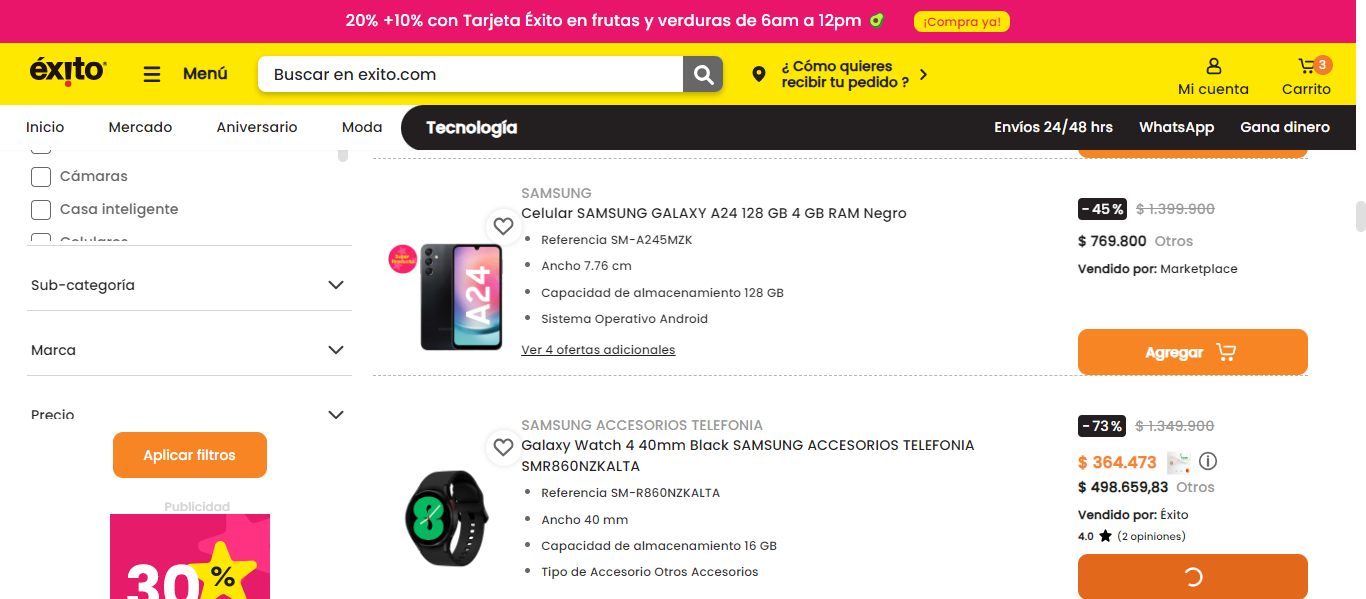 20% +10% con Tarjeta Éxito en frutas y verduras de 6am a 12pm
¡Compra ya!
éxito
Menú
Buscar en exito.com
¿ Cómo quieres
recibir tu pedido ?
Mi cuenta
3
Carrito
Inicio
Mercado
Aniversario
Moda
Tecnología
Envíos 24/48 hrs
WhatsApp
Gana dinero
Cámaras
Casa inteligente
Celulares
Sub-categoría
Marca
Precio
Aplicar filtros
Publicidad
30%
SAMSUNG
Celular SAMSUNG GALAXY A24 128 GB 4 GB RAM Negro
Referencia SM-A245MZK
Ancho 7.76 cm
Capacidad de almacenamiento 128 GB
Sistema Operativo Android
Ver 4 ofertas adicionales
Super
Producto
A24
- 45 % $ 1.399.900
$ 769.800 Otros
Vendido por: Marketplace
Agregar
SAMSUNG ACCESORIOS TELEFONIA
Galaxy Watch 4 40mm Black SAMSUNG ACCESORIOS TELEFONIA
SMR860NZKALTA
Referencia SM-R860NZKALTA
Ancho 40 mm
Capacidad de almacenamiento 16 GB
Tipo de Accesorio Otros Accesorios
- 73 % $ 1.349.900
$ 364.473
$ 498.659,83 Otros
Vendido por: Éxito
4.0 ★ (2 opiniones)